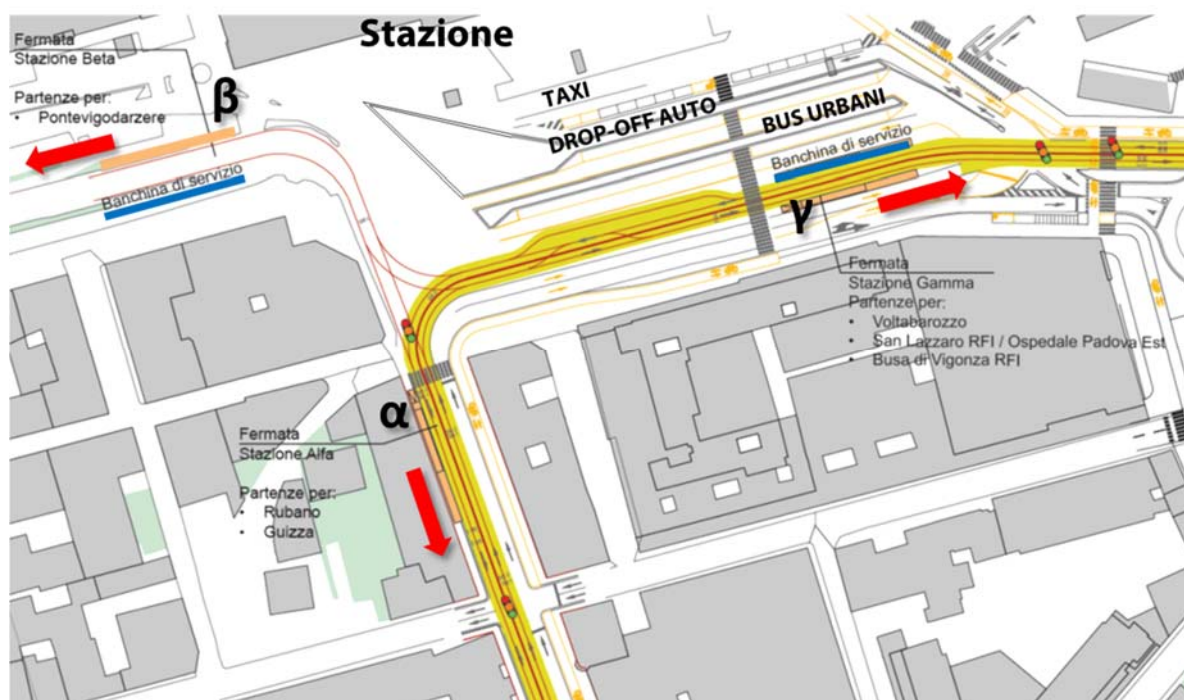 Stazione
Fermata
Stazione Beta
Partenze per:
• Pontevigodarzere
β
TAXI
DROP-OFF AUTO
BUS URBANI
Banchina di servizio
Banchina di servizio
γ
Fermata
Stazione Gamma
Partenze per:
• Voltabarozzo
• San Lazzaro RFI / Ospedale Padova Est
• Busa di Vigonza RFI
α
Fermata
Stazione Alfa
Partenze per:
• Rubano
• Guizza